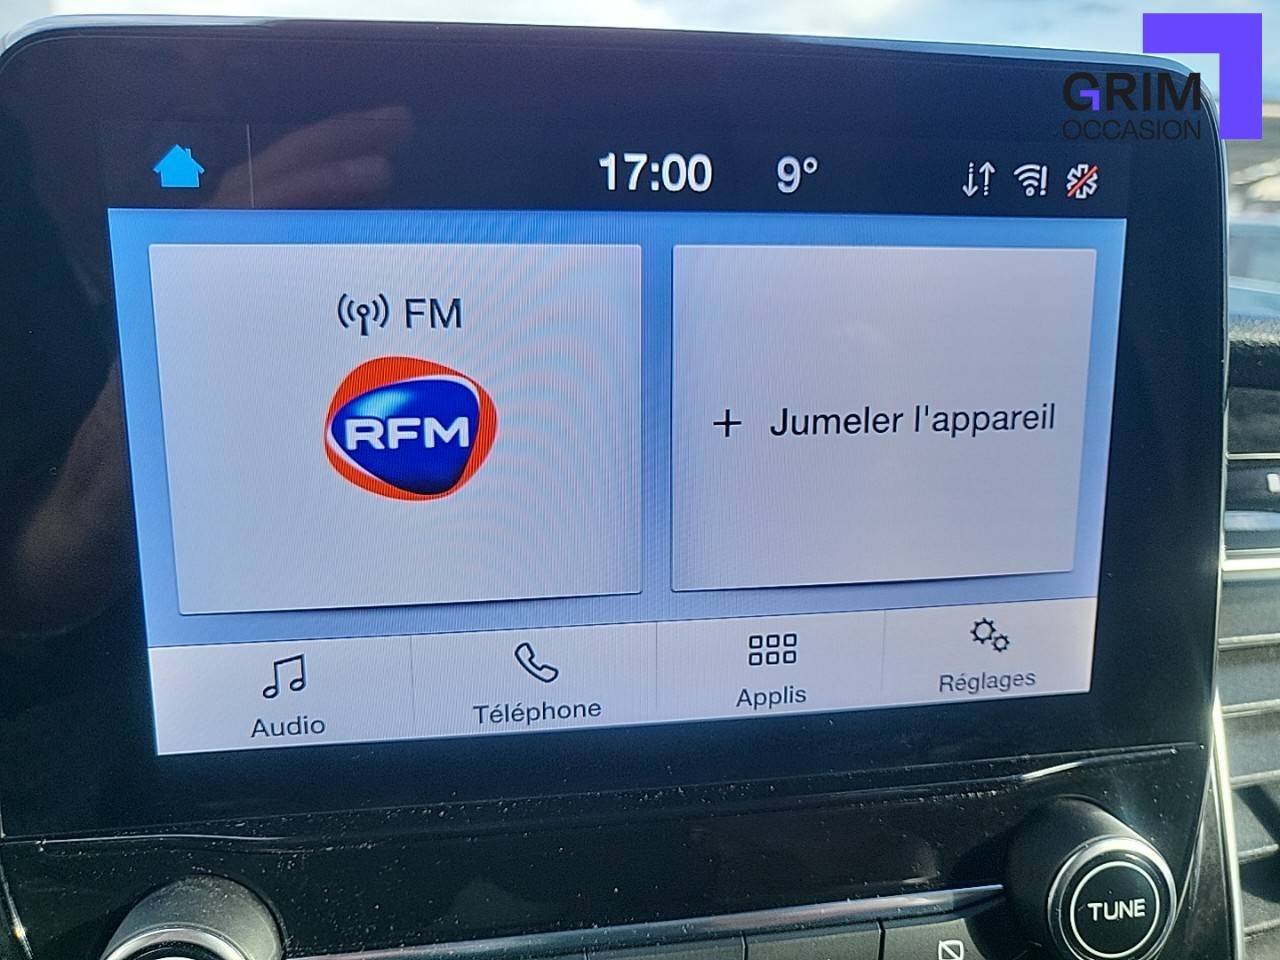 GRIM
OCCASION
17:00 9°
FM
RFM
+ Jumeler l'appareil
Audio
Téléphone
Applis
Réglages
TUNE